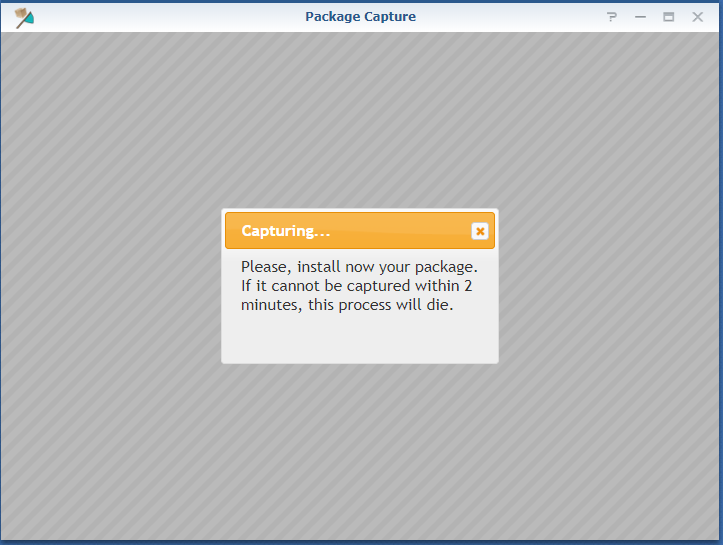 Package Capture
Capturing...
Please, install now your package.
If it cannot be captured within 2
minutes, this process will die.